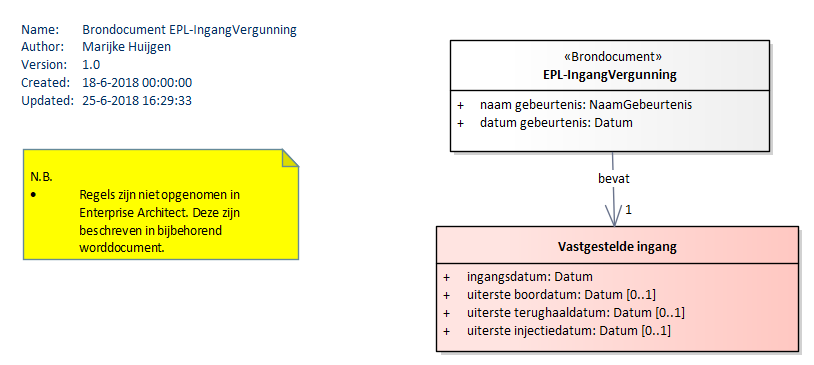 Name: Brondocument EPL-IngangVergunning
Author: Marijke Huijgen
Version: 1.0
Created: 18-6-2018 00:00:00
Updated: 25-6-2018 16:29:33
N.B.
• Regels zijn niet opgenomen in
Enterprise Architect. Deze zijn
beschreven in bijbehorend
worddocument.
«Brondocument»
EPL-IngangVergunning
+ naam gebeurtenis: NaamGebeurtenis
+ datum gebeurtenis: Datum
bevat
1
Vastgestelde ingang
+ ingangsdatum: Datum
+ uiterste boordatum: Datum [0..1]
+ uiterste terughaaldatum: Datum [0..1]
+ uiterste injectiedatum: Datum [0..1]